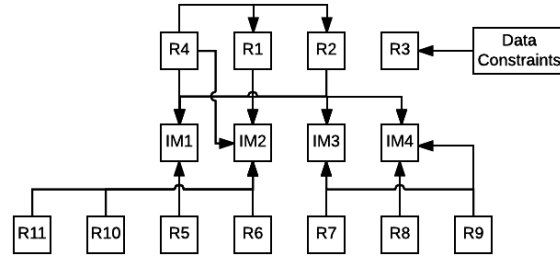 R4
R1
R2
R3
Data
Constraints
IM1
IM2
IM3
IM4
R11
R10
R5
R6
R7
R8
R9